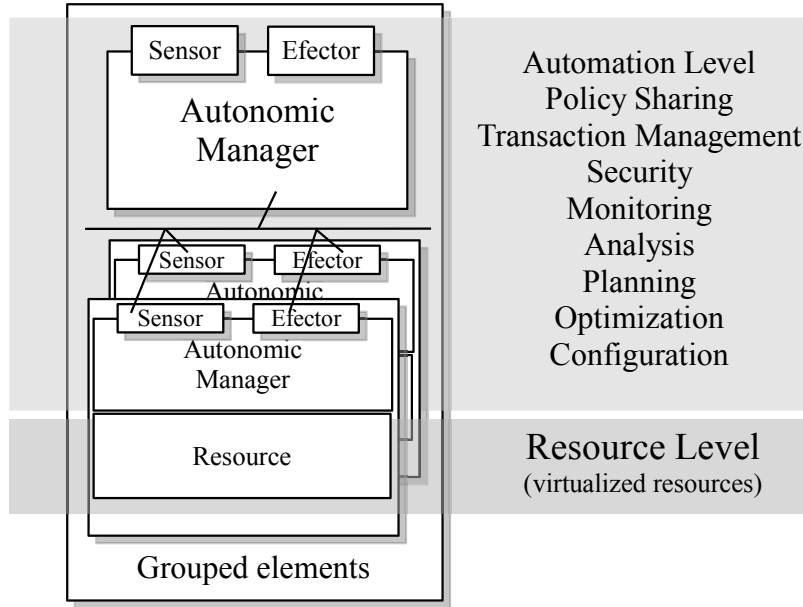 Sensor
Efector
Autonomic
Manager
Sensor
Efector
Autonomic
Sensor
Efector
Autonomic
Manager
Resource
Grouped elements
Automation Level
Policy Sharing
Transaction Management
Security
Monitoring
Analysis
Planning
Optimization
Configuration
Resource Level
(virtualized resources)